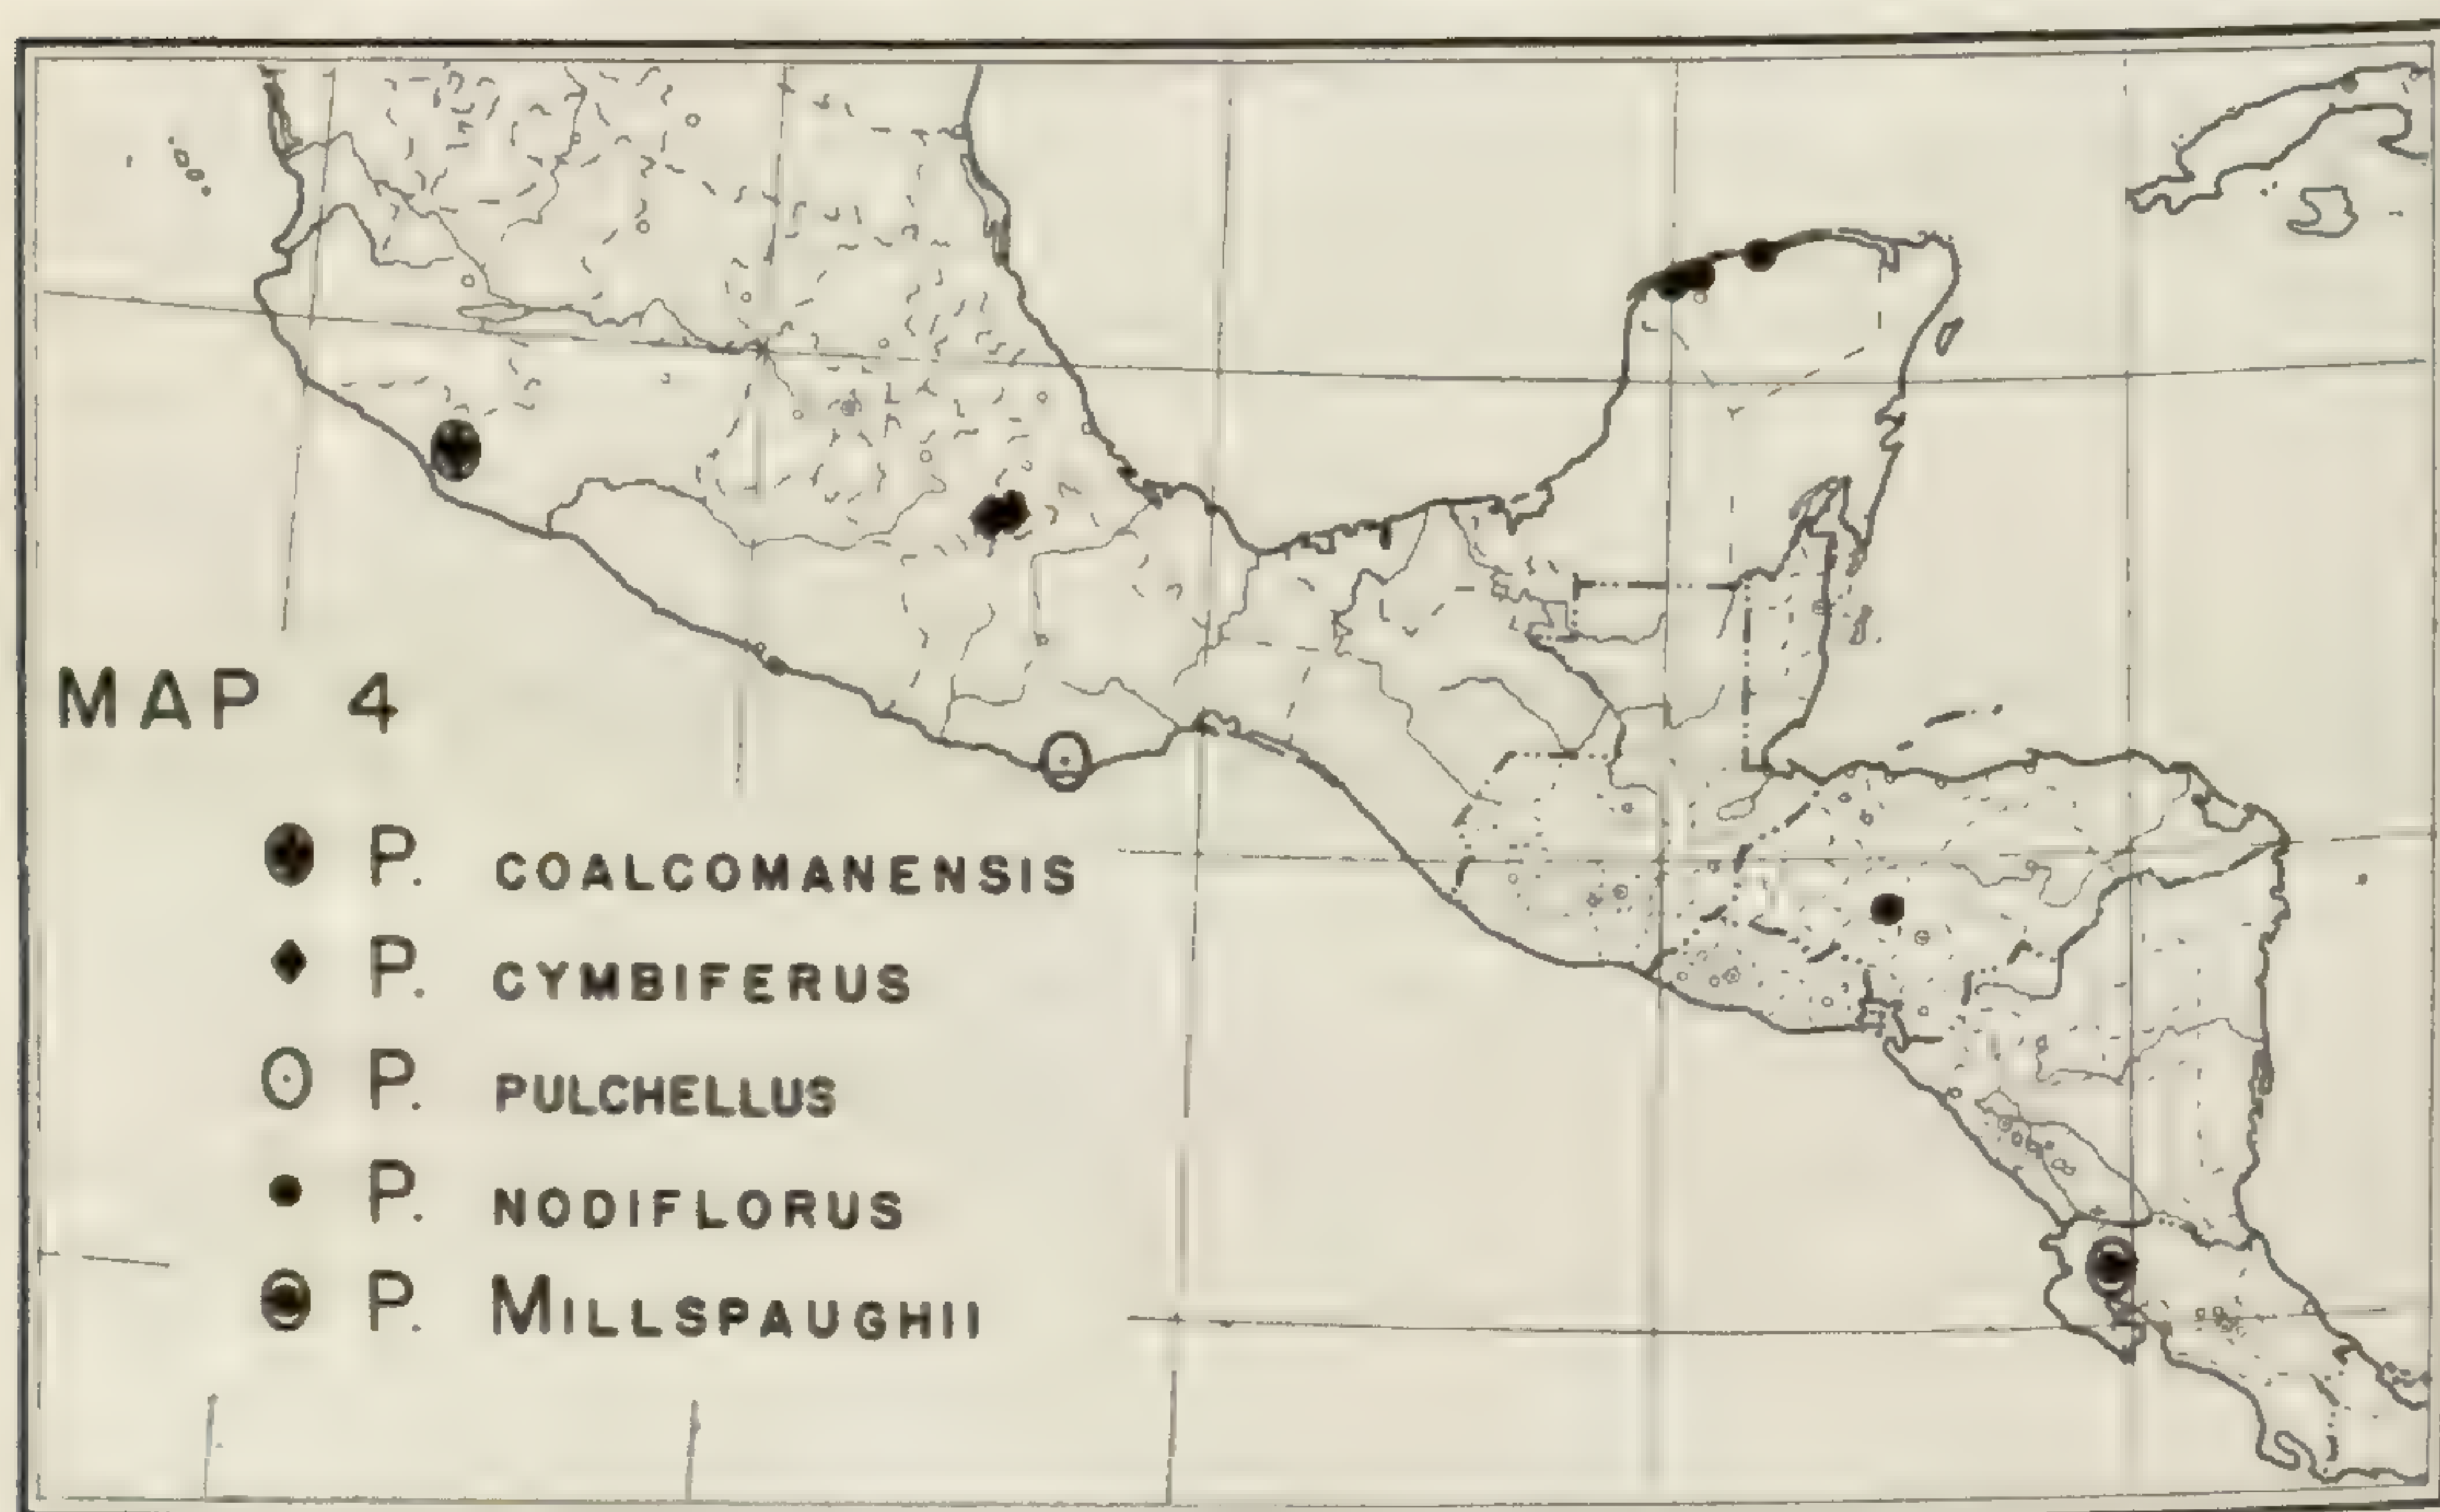 MAP 4
P. COALCOMANENSIS
P. CYMBIFERUS
P. PULCHELLUS
P. NODIFLORUS
P. MILLSPAUGHII